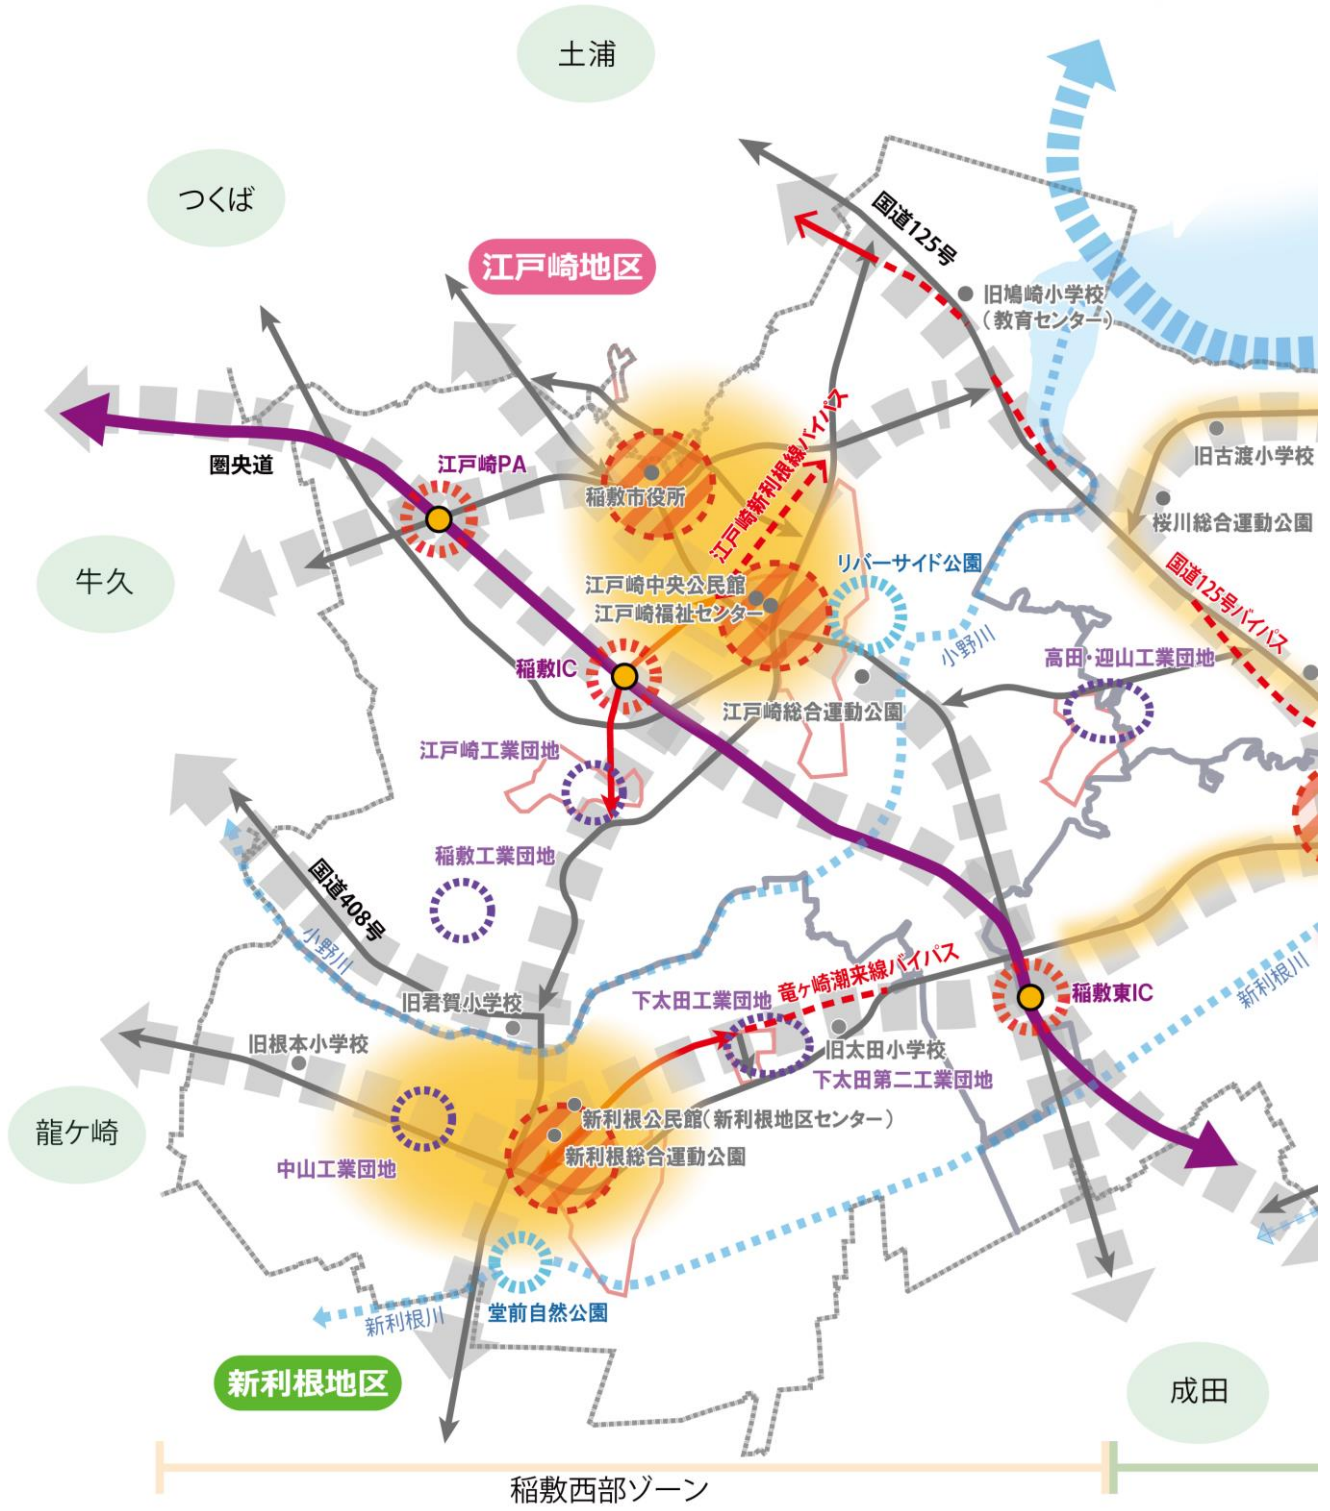 土浦
つくば
国道125号
江戸崎地区
旧鳩崎小学校
（教育センター）
江戸崎新利根線バイパス
旧古渡小学校
圏央道
江戸崎PA
稲敷市役所
桜川総合運動公園
牛久
江戸崎中央公民館
江戸崎福祉センター
リバーサイド公園
国道125号バイパス
小野川
高田・迎山工業団地
稲敷IC
江戸崎総合運動公園
江戸崎工業団地
稲敷工業団地
国道408号
小野川
竜ヶ崎潮来線バイパス
新利根川
旧君賀小学校
下太田工業団地
稲敷東IC
旧根本小学校
旧太田小学校
下太田第二工業団地
龍ケ崎
新利根公民館（新利根地区センター）
新利根総合運動公園
中山工業団地
堂前自然公園
新利根川
新利根地区
成田
稲敷西部ゾーン